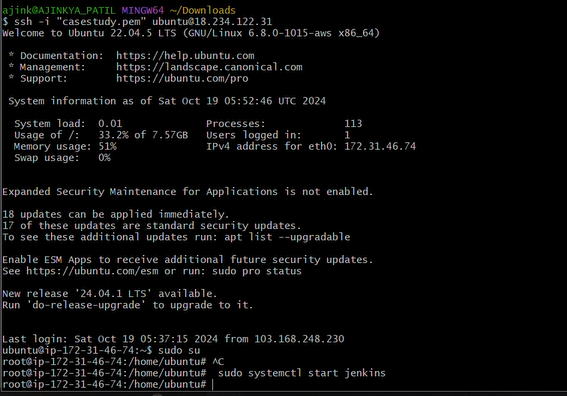 ajink@AJINKYA_PATIL MINGW64 ~/Downloads
$ ssh -i "casestudy.pem" ubuntu@18.234.122.31
Welcome to Ubuntu 22.04.5 LTS (GNU/Linux 6.8.0-1015-aws x86_64)
* Documentation: https://help.ubuntu.com
* Management: https://landscape.canonical.com
* Support: https://ubuntu.com/pro
System information as of Sat Oct 19 05:52:46 UTC 2024
System load: 0.01 Processes: 113
Usage of /: 33.2% of 7.57GB Users logged in: 1
Memory usage: 51% IPv4 address for eth0: 172.31.46.74
Swap usage: 0%
Expanded Security Maintenance for Applications is not enabled.
18 updates can be applied immediately.
17 of these updates are standard security updates.
To see these additional updates run: apt list --upgradable
Enable ESM Apps to receive additional future security updates.
See https://ubuntu.com/esm or run: sudo pro status
New release '24.04.1 LTS' available.
Run 'do-release-upgrade' to upgrade to it.
Last login: Sat Oct 19 05:37:15 2024 from 103.168.248.230
ubuntu@ip-172-31-46-74:~$ sudo su
root@ip-172-31-46-74:/home/ubuntu# ^C
root@ip-172-31-46-74:/home/ubuntu# sudo systemctl start jenkins
root@ip-172-31-46-74:/home/ubuntu#